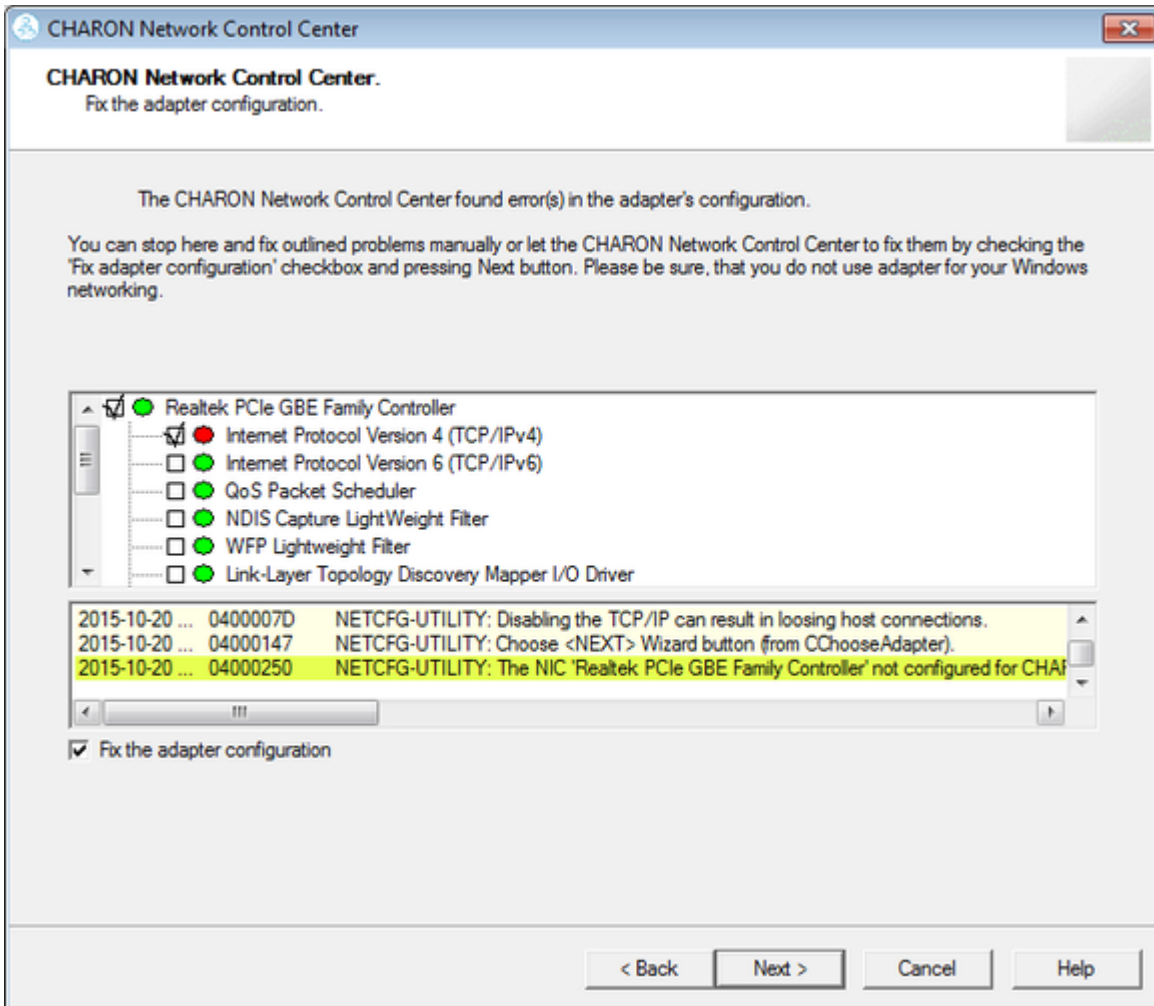 CHARON Network Control Center
CHARON Network Control Center.
Fix the adapter configuration.
The CHARON Network Control Center found error(s) in the adapter's configuration.
You can stop here and fix outlined problems manually or let the CHARON Network Control Center to fix them by checking the
'Fix adapter configuration' checkbox and pressing Next button. Please be sure, that you do not use adapter for your Windows
networking.
Realtek PCIe GBE Family Controller
Internet Protocol Version 4 (TCP/IPv4)
Internet Protocol Version 6 (TCP/IPv6)
QoS Packet Scheduler
NDIS Capture LightWeight Filter
WFP Lightweight Filter
Link-Layer Topology Discovery Mapper I/O Driver
2015-10-20 ... 0400007D NETCFG-UTILITY: Disabling the TCP/IP can result in loosing host connections.
2015-10-20 ... 04000147 NETCFG-UTILITY: Choose <NEXT> Wizard button (from CChooseAdapter).
2015-10-20 ... 04000250 NETCFG-UTILITY: The NIC 'Realtek PCIe GBE Family Controller' not configured for CHAR
Fix the adapter configuration
< Back Next > Cancel Help